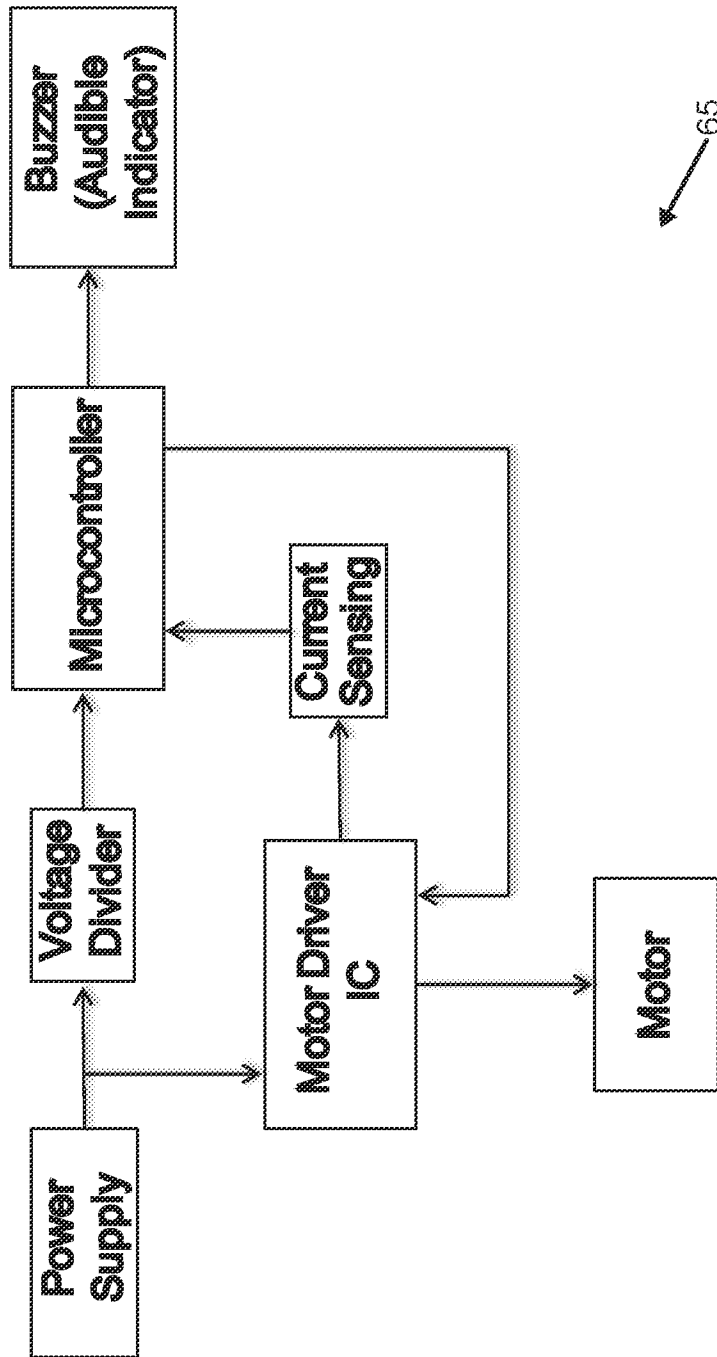 Power
Supply
Voltage
Divider
Microcontroller
Buzzer
(Audible
Indicator)
Motor Driver
IC
Current
Sensing
Motor
65